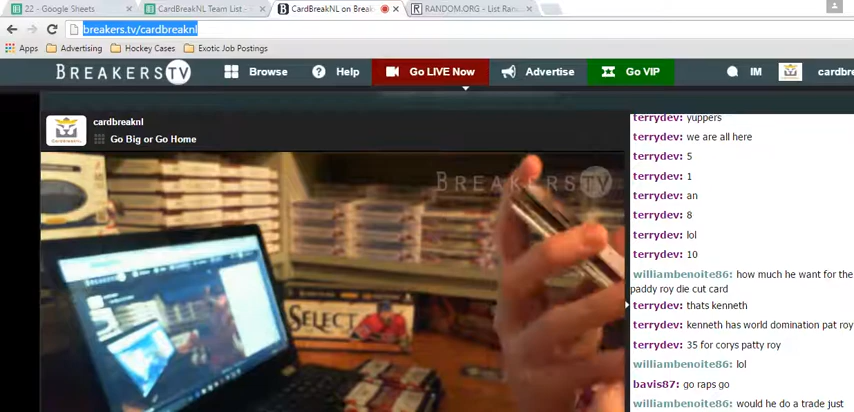 22 - Google Sheets
CardBreakNL Team List -
CardBreakNL on Break
RANDOM.ORG - List Ran
breakers.tv/cardbreaknl
Apps
Advertising
Hockey Cases
Exotic Job Postings
BREAKERSTV
Browse
Help
Go LIVE Now
Advertise
Go VIP
IM
cardbre
cardbreaknl
Go Big or Go Home
BREAKERSTV
SELECT
terrydev: yuppers
terrydev: we are all here
terrydev: 5
terrydev: 1
terrydev: an
terrydev: 8
terrydev: lol
terrydev: 10
williambenoite86: how much he want for the
paddy roy die cut card
terrydev: thats kenneth
terrydev: kenneth has world domination pat roy
terrydev: 35 for corys patty roy
williambenoite86: lol
bavis87: go raps go
williambenoite86: would he do a trade just